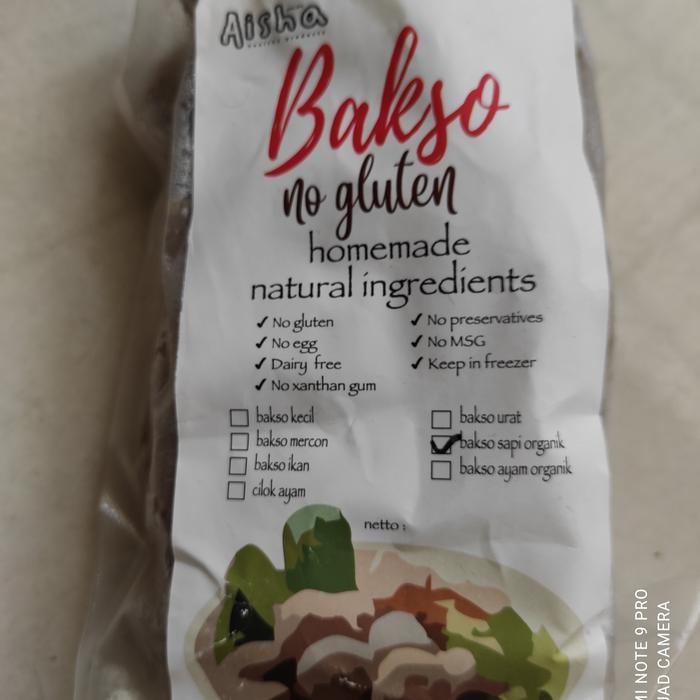 Aisha
Bakso
no gluten
homemade
natural ingredients
✓ No gluten
✓ No egg
✓ Dairy free
✓ No xanthan gum
✓ No preservatives
✓ No MSG
✓ Keep in freezer
bakso kecil
bakso mercon
bakso ikan
cilok ayam
bakso urat
bakso sapi organik
bakso ayam organik
netto :
MI NOTE 9 PRO
AD CAMERA